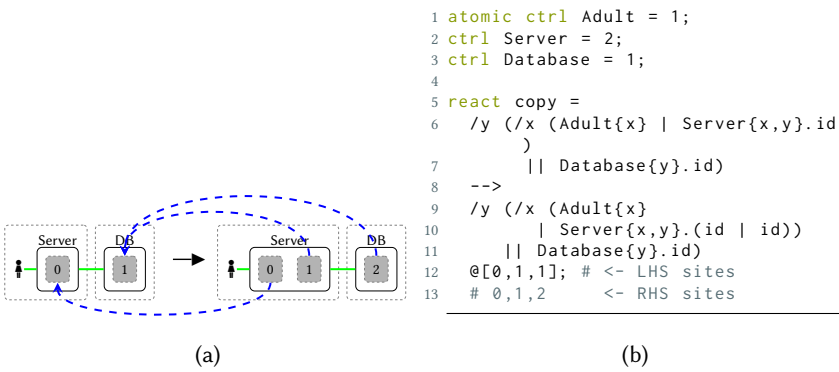 Server
DB
Server
DB
0
1
0
1
2
(a)
1 atomic ctrl Adult = 1;
2 ctrl Server = 2;
3 ctrl Database = 1;
4
5 react copy =
6 /y (/x (Adult{x} | Server{x,y}.id
)
7 || Database{y}.id)
8 -->
9 /y (/x (Adult{x}
10 | Server{x,y}.(id | id))
11 || Database{y}.id)
12 @[0,1,1]; # <- LHS sites
13 # 0,1,2 <- RHS sites
(b)